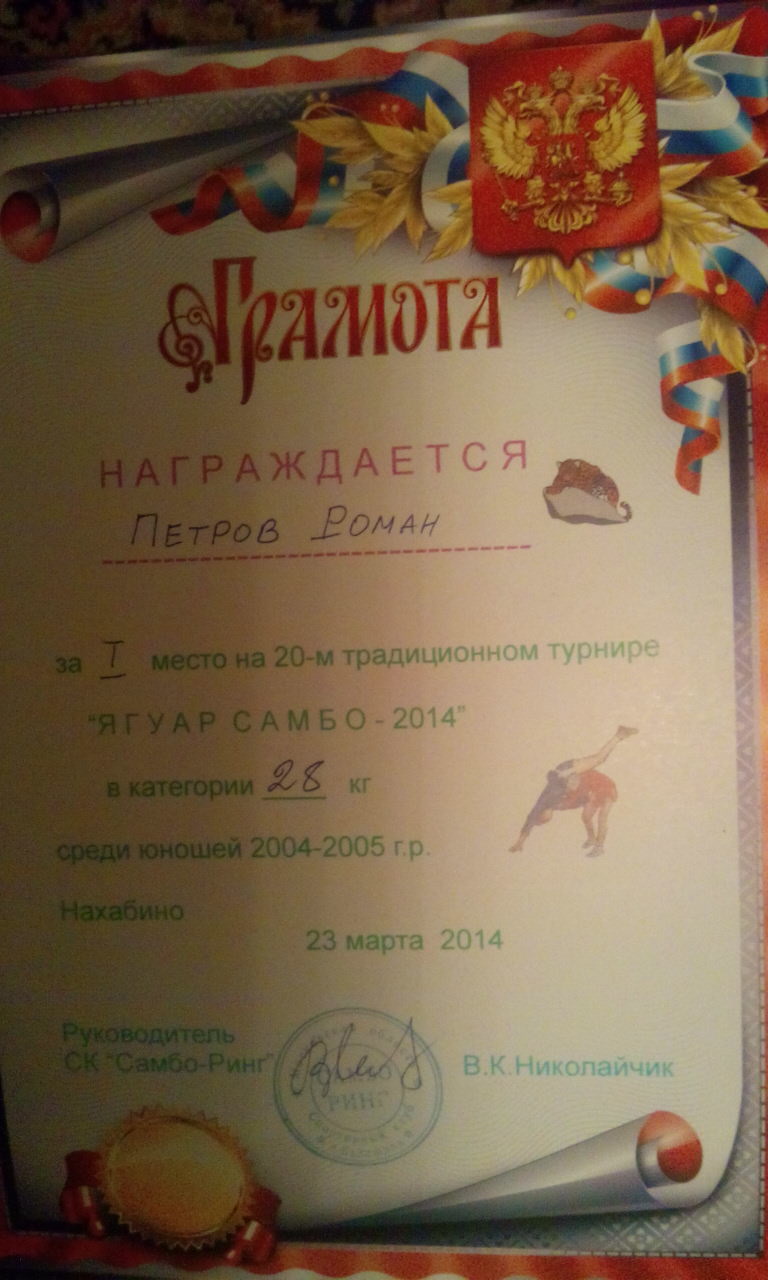 Грамота
НАГРАЖДАЕТСЯ
ПЕТРОВ РОМАН
за I место на 20-м традиционном турнире
"ЯГУАР САМБО - 2014"
в категории 28 кг
среди юношей 2004-2005 г.р.
Нахабино
23 марта 2014
Руководитель
СК "Самбо-Ринг" В.К.Николайчик
РИНГ